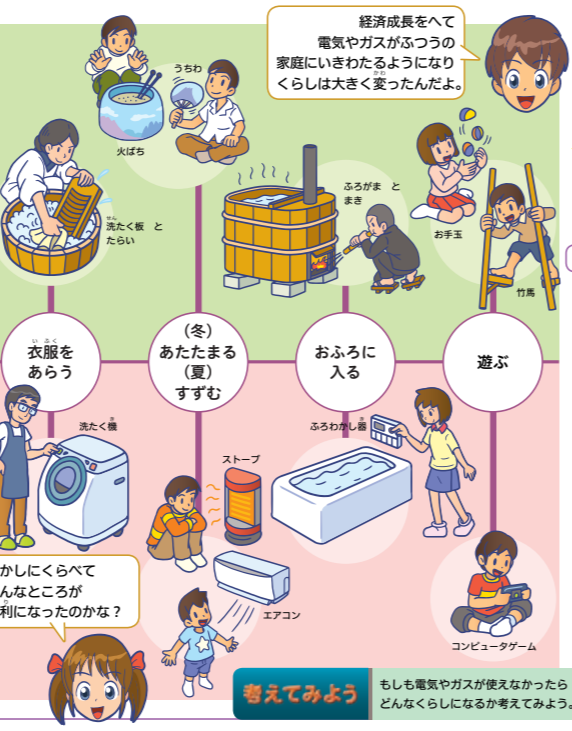 経済成長をへて
電気やガスがふつうの
家庭にいきわたるようになり
くらしは大きく変ったんだよ。
うちわ
火ばち
洗たく板 と
たらい
ふろがま と
まき
お手玉
竹馬
衣服を
あらう
(冬)
あたたまる
(夏)
すずむ
おふろに
入る
遊ぶ
洗たく機
ストーブ
ふろわかし器
エアコン
コンピュータゲーム
かしにくらべて
んなところが
利になったのかな?
考えてみよう
もしも電気やガスが使えなかったら
どんなくらしになるか考えてみよう。